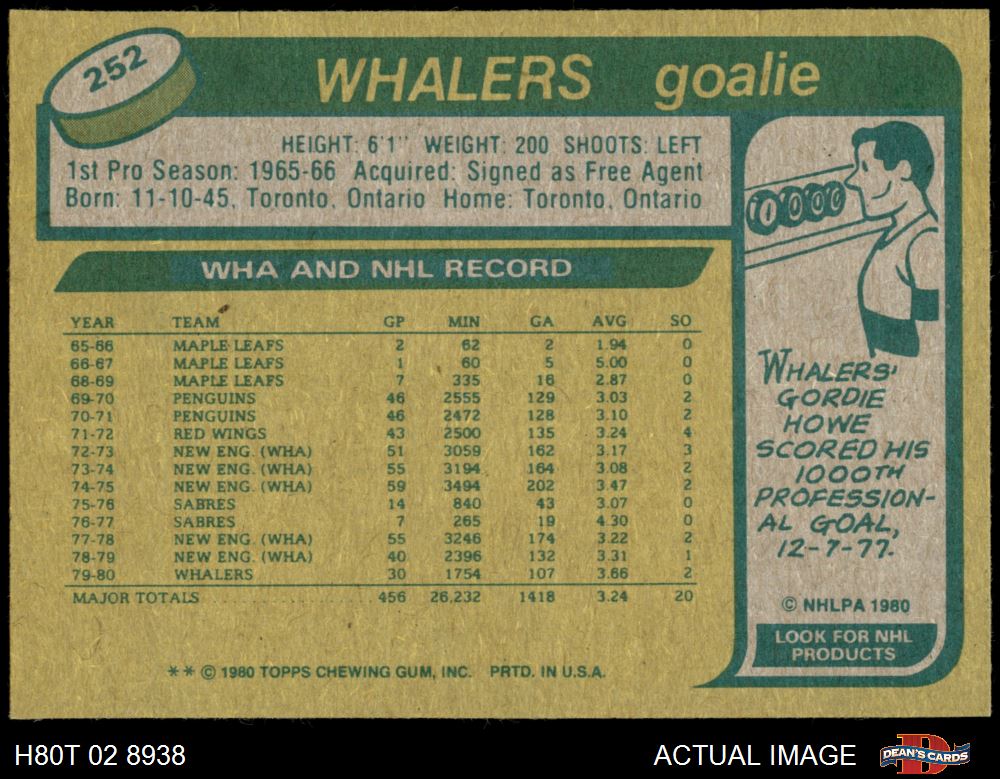 252
WHALERS goalie
HEIGHT: 6'1" WEIGHT: 200 SHOOTS: LEFT
1st Pro Season: 1965-66 Acquired: Signed as Free Agent
Born: 11-10-45, Toronto, Ontario Home: Toronto, Ontario
WHA AND NHL RECORD
YEAR TEAM GP MIN GA AVG SO
65-66 MAPLE LEAFS 2 62 2 1.94 0
66-67 MAPLE LEAFS 1 60 5 5.00 0
68-69 MAPLE LEAFS 7 335 16 2.87 0
69-70 PENGUINS 46 2555 129 3.03 2
70-71 PENGUINS 46 2472 128 3.10 2
71-72 RED WINGS 43 2500 135 3.24 4
72-73 NEW ENG. (WHA) 51 3059 162 3.17 3
73-74 NEW ENG. (WHA) 55 3194 164 3.08 2
74-75 NEW ENG. (WHA) 59 3494 202 3.47 2
75-76 SABRES 14 840 43 3.07 0
76-77 SABRES 7 265 19 4.30 0
77-78 NEW ENG. (WHA) 55 3246 174 3.22 2
78-79 NEW ENG. (WHA) 40 2396 132 3.31 1
79-80 WHALERS 30 1754 107 3.66 2
MAJOR TOTALS 456 26,232 1418 3.24 20
** © 1980 TOPPS CHEWING GUM, INC. PRTD. IN U.S.A.
1000
WHALERS'
GORDIE
HOWE
SCORED HIS
1000TH
PROFESSION-
AL GOAL,
12-7-77.
© NHLPA 1980
LOOK FOR NHL
PRODUCTS
H80T 02 8938
ACTUAL IMAGE
DEAN'S CARDS